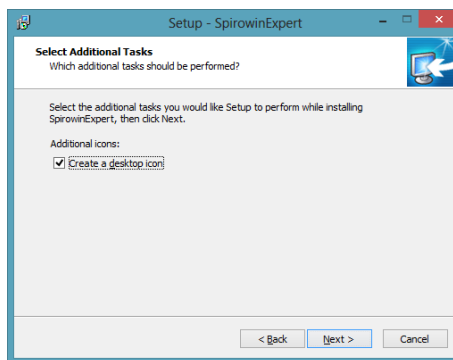 Setup - SpirowinExpert
Select Additional Tasks
Which additional tasks should be performed?
Select the additional tasks you would like Setup to perform while installing
SpirowinExpert, then click Next.
Additional icons:
Create a desktop icon
< Back
Next >
Cancel